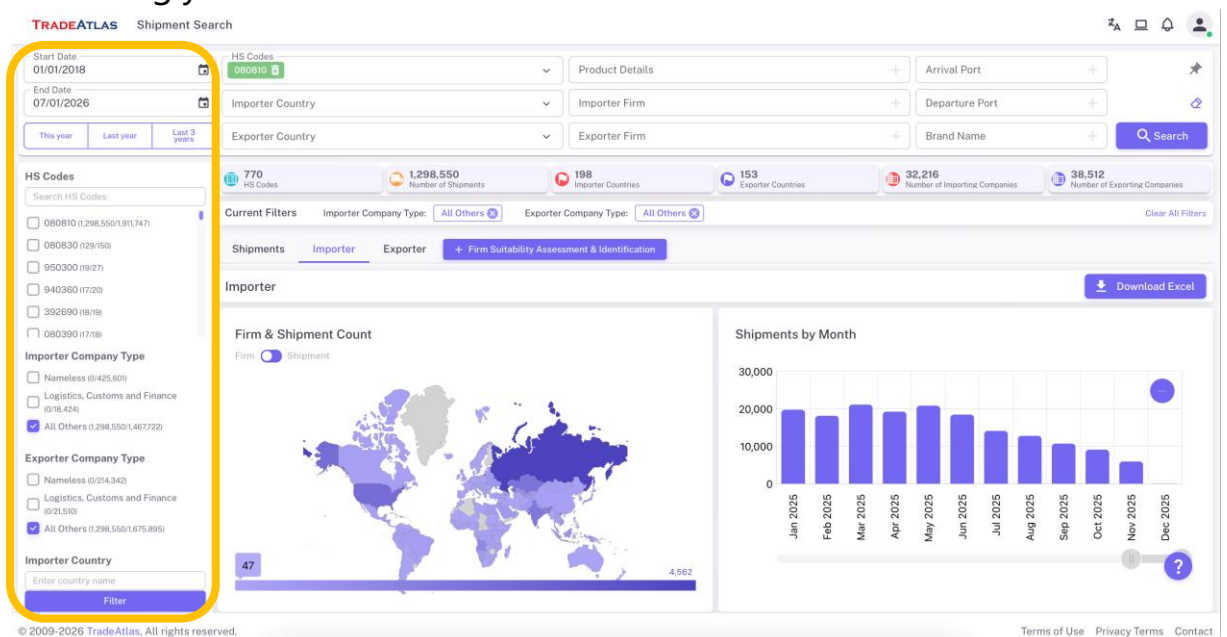 TRADEATLAS Shipment Search
Start Date
01/01/2018
End Date
07/01/2026
This year
Last year
Last 3 years
HS Codes
080810
Product Details
Arrival Port
Importer Country
Importer Firm
Departure Port
Exporter Country
Exporter Firm
Brand Name
Search
HS Codes
Search HS Codes
080810 (1,298,550/1,911,747)
080830 (129/150)
950300 (19/27)
940360 (17/20)
392690 (18/19)
080390 (17/18)
Importer Company Type
Nameless (0/425,601)
Logistics, Customs and Finance
(0/18,424)
All Others (1,298,550/1,467,722)
Exporter Company Type
Nameless (0/214,342)
Logistics, Customs and Finance
(0/21,510)
All Others (1,298,550/1,675,895)
Importer Country
Enter country name
Filter
770
HS Codes
1,298,550
Number of Shipments
198
Importer Countries
153
Exporter Countries
32,216
Number of Importing Companies
38,512
Number of Exporting Companies
Current Filters Importer Company Type: All Others Exporter Company Type: All Others Clear All Filters
Shipments Importer Exporter + Firm Suitability Assessment & Identification
Importer
Download Excel
Firm & Shipment Count
Firm Shipment
47
4,562
Shipments by Month
30,000
20,000
10,000
0
Jan 2025
Feb 2025
Mar 2025
Apr 2025
May 2025
Jun 2025
Jul 2025
Aug 2025
Sep 2025
Oct 2025
Nov 2025
Dec 2025
?
© 2009-2026 TradeAtlas, All rights reserved.
Terms of Use Privacy Terms Contact